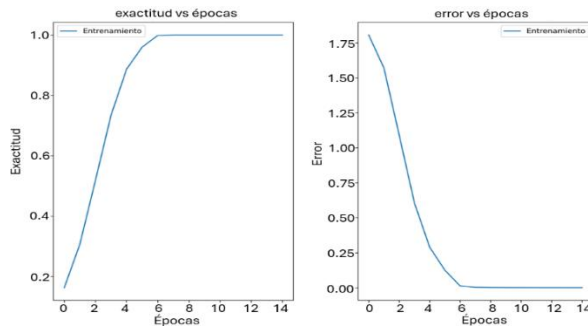 exactitud vs épocas
Entrenamiento
1.0
0.8
0.6
0.4
0.2
Exactitud
0 2 4 6 8 10 12 14
Épocas
error vs épocas
Entrenamiento
1.75
1.50
1.25
1.00
0.75
0.50
0.25
0.00
Error
0 2 4 6 8 10 12 14
Épocas